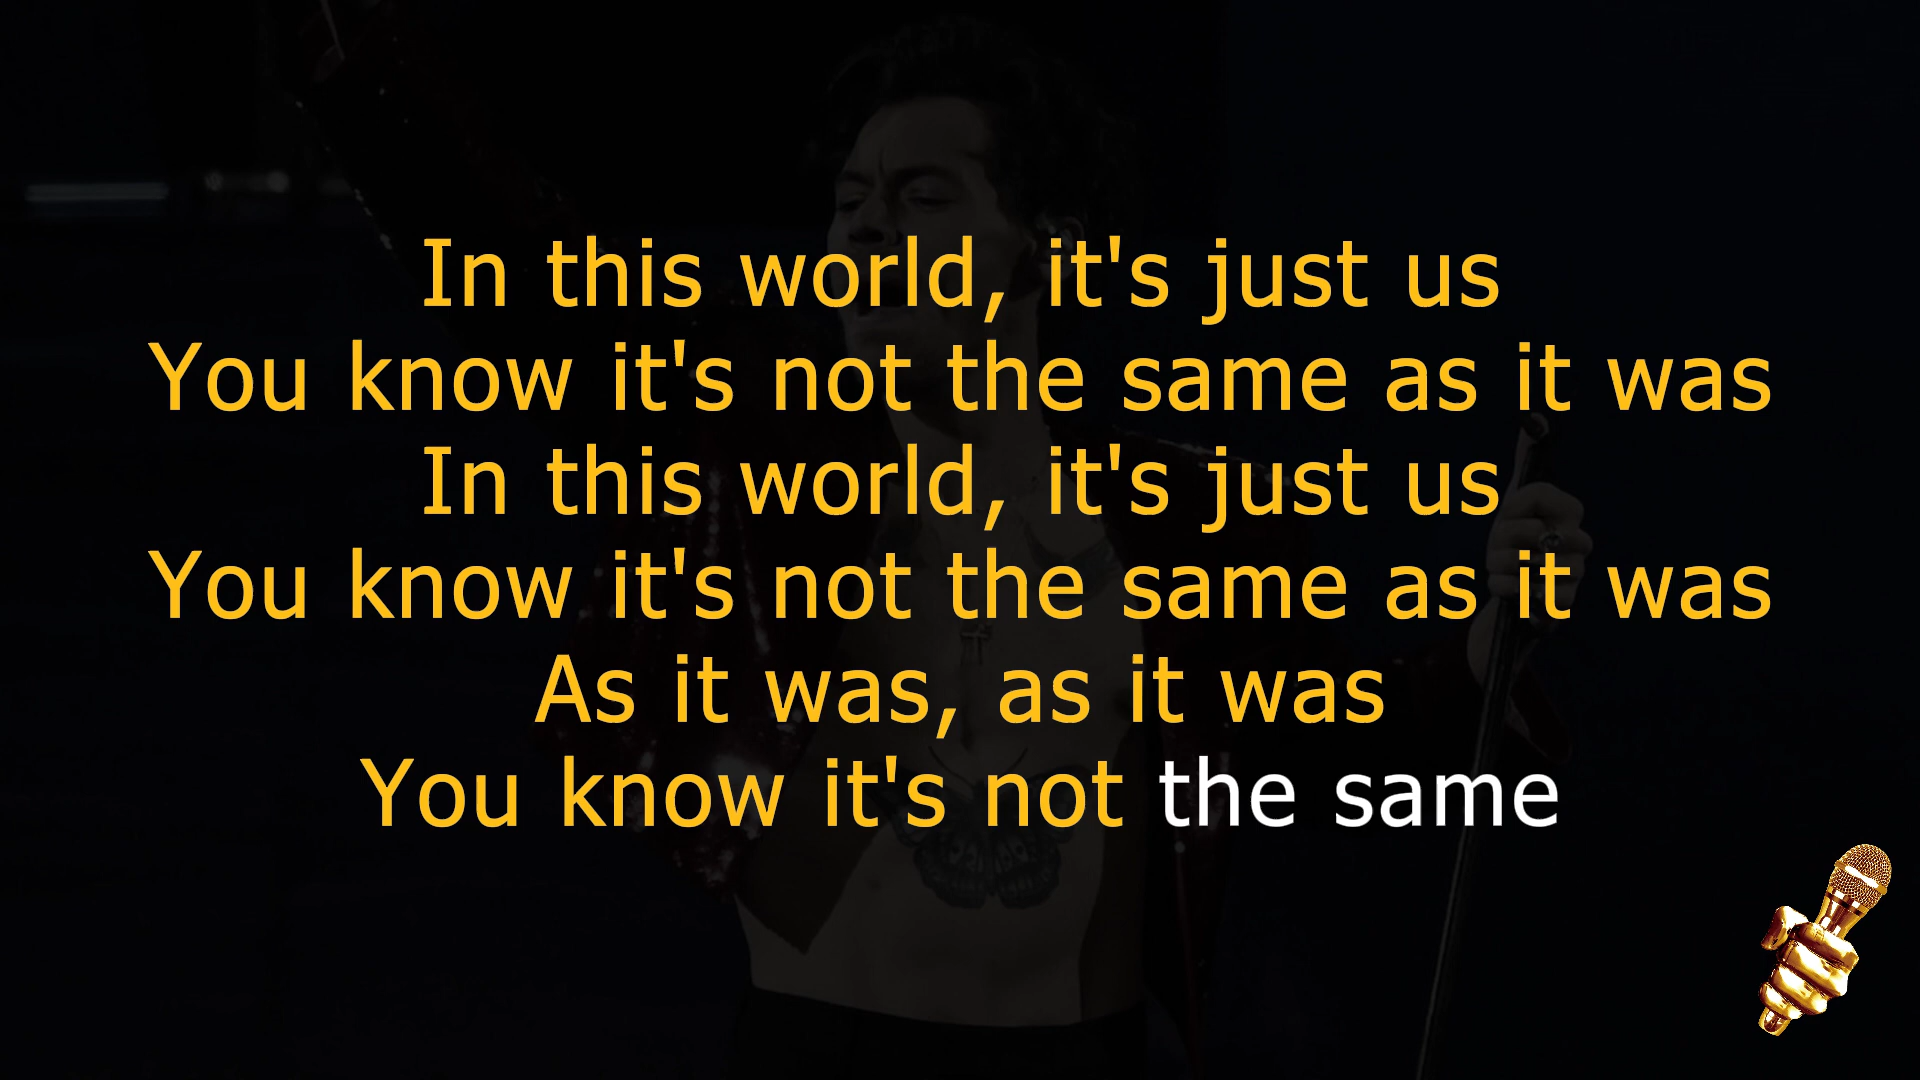 In this world, it's just us
You know it's not the same as it was
In this world, it's just us
You know it's not the same as it was
As it was, as it was
You know it's not the same